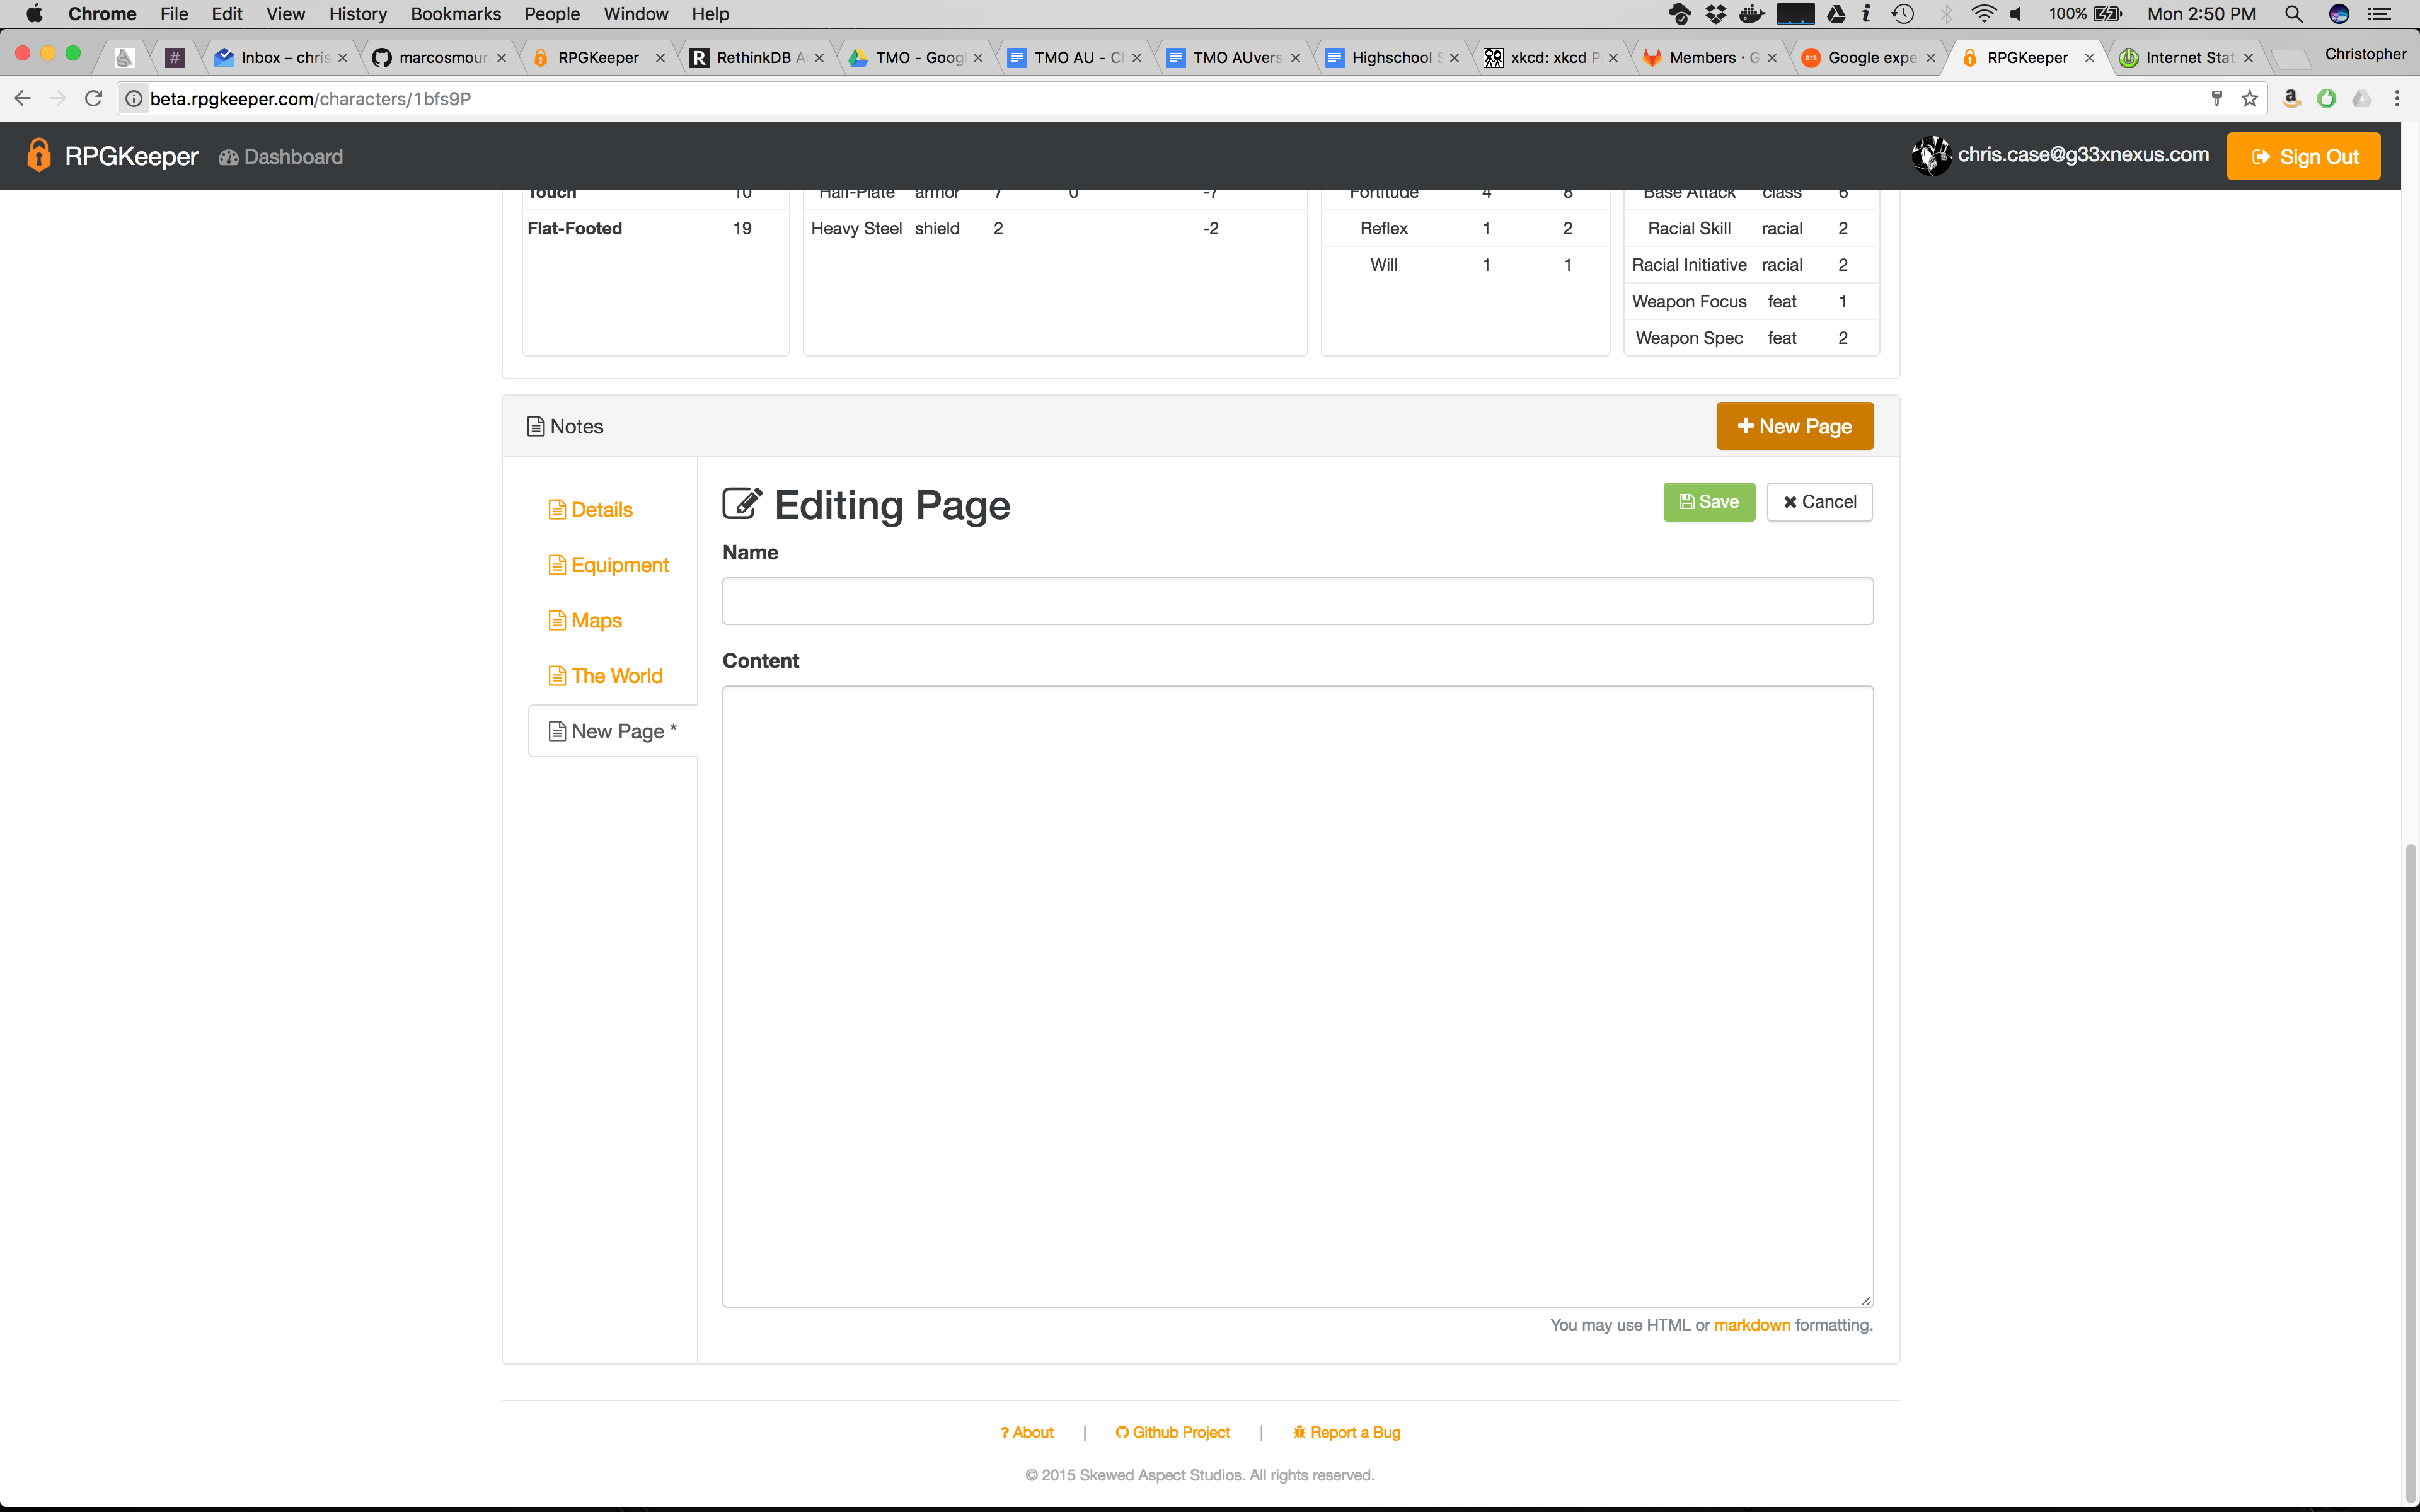 Chrome File Edit View History Bookmarks People Window Help 100% Mon 2:50 PM
Inbox – chris marcosmour RPGKeeper RethinkDB A TMO - Goog TMO AU - Ch TMO AUvers Highschool S xkcd: xkcd P Members · G Google expe RPGKeeper Internet Stat Christopher
beta.rpgkeeper.com/characters/1bfs9P
RPGKeeper Dashboard chris.case@g33xnexus.com Sign Out
Touch 10 Half-Plate armor 7 0 -7 Fortitude 4 8 Base Attack class 6
Flat-Footed 19 Heavy Steel shield 2 -2 Reflex 1 2 Racial Skill racial 2
Will 1 1 Racial Initiative racial 2
Weapon Focus feat 1
Weapon Spec feat 2
Notes + New Page
Editing Page Save Cancel
Details
Name
Equipment
Maps
Content
The World
New Page *
You may use HTML or markdown formatting.
? About | Github Project | Report a Bug
© 2015 Skewed Aspect Studios. All rights reserved.